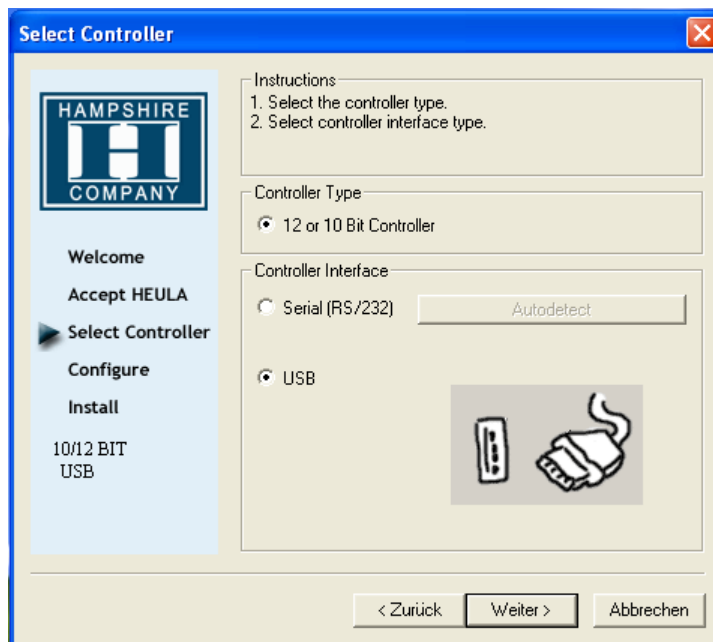 Select Controller
HAMPSHIRE
H
COMPANY
Welcome
Accept HEULA
Select Controller
Configure
Install
10/12 BIT
USB
Instructions
1. Select the controller type.
2. Select controller interface type.
Controller Type
12 or 10 Bit Controller
Controller Interface
Serial (RS/232)
Autodetect
USB
< Zurück
Weiter >
Abbrechen